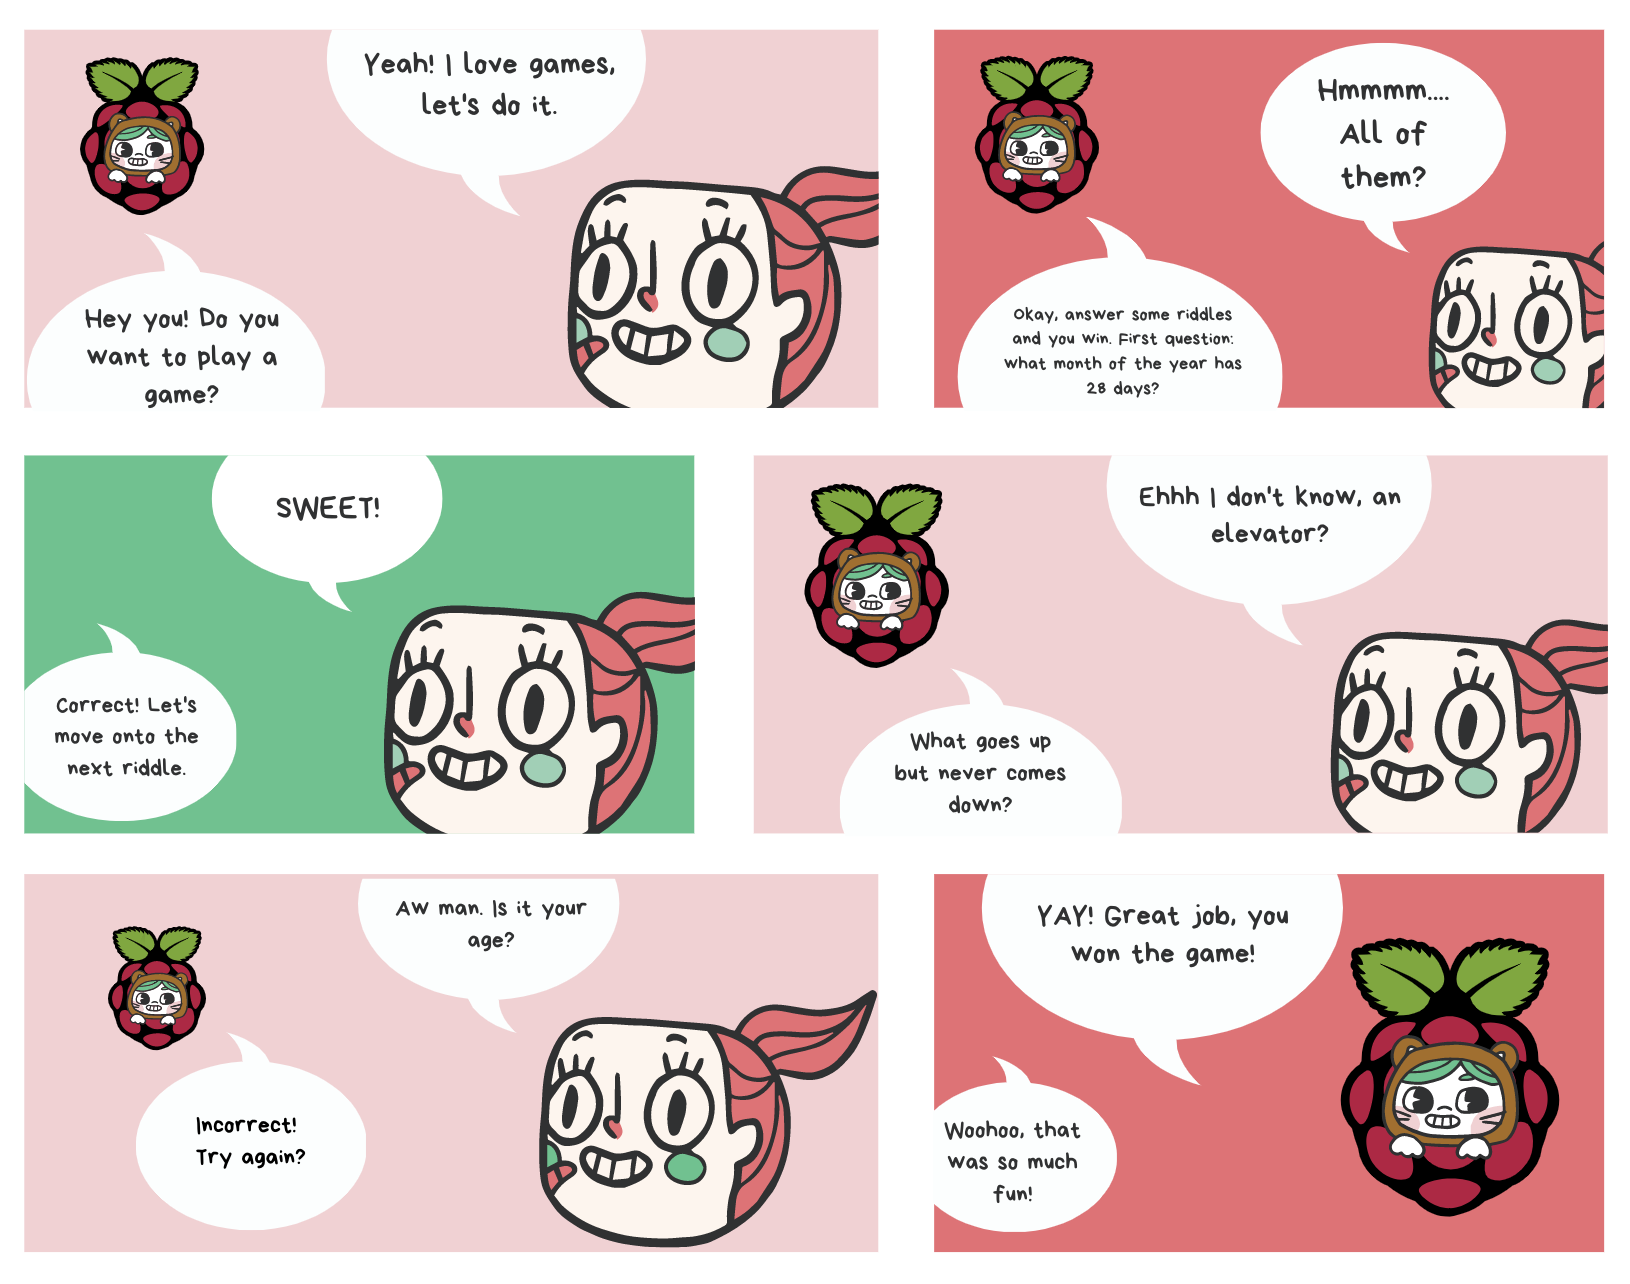 Yeah! I love games,
let's do it.
Hey you! Do you
want to play a
game?
Hmmmm....
All of
them?
Okay, answer some riddles
and you win. First question:
what month of the year has
28 days?
SWEET!
Correct! Let's
move onto the
next riddle.
Ehhh I don't know, an
elevator?
What goes up
but never comes
down?
Aw man. Is it your
age?
Incorrect!
Try again?
YAY! Great job, you
won the game!
Woohoo, that
was so much
fun!